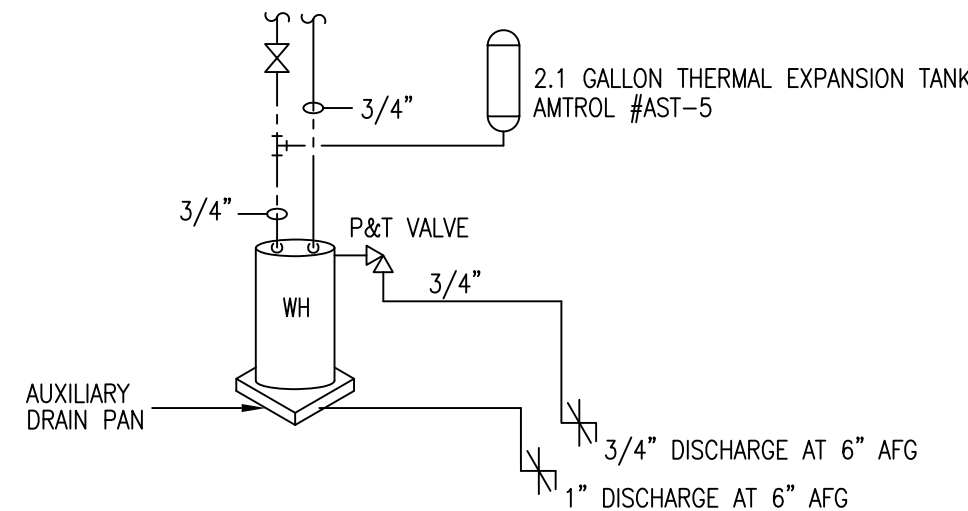 2.1 GALLON THERMAL EXPANSION TANK
AMTROL #AST-5
3/4"
3/4"
P&T VALVE
3/4"
WH
AUXILIARY
DRAIN PAN
3/4" DISCHARGE AT 6" AFG
1" DISCHARGE AT 6" AFG